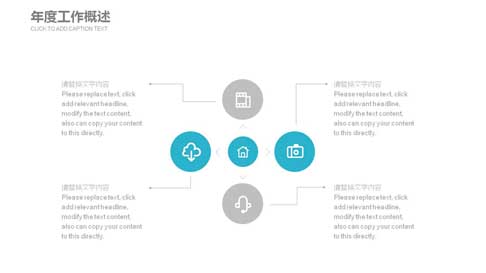 年度工作概述
CLICK TO ADD CAPTION TEXT
请替换文字内容
Please replace text, click
add relevant headline,
modify the text content,
also can copy your content
to this directly.
请替换文字内容
Please replace text, click
add relevant headline,
modify the text content,
also can copy your content
to this directly.
请替换文字内容
Please replace text, click
add relevant headline,
modify the text content,
also can copy your content
to this directly.
请替换文字内容
Please replace text, click
add relevant headline,
modify the text content,
also can copy your content
to this directly.